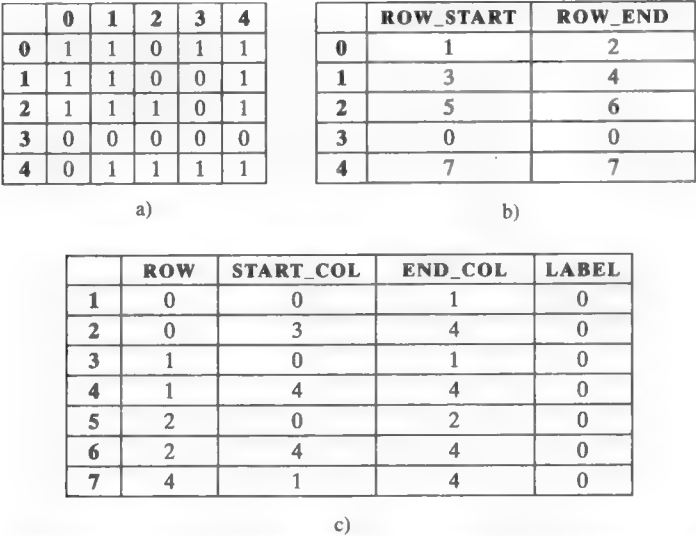 0 1 2 3 4
0 1 1 0 1 1
1 1 1 0 0 1
2 1 1 1 0 1
3 0 0 0 0 0
4 0 1 1 1 1
a)
ROW_START ROW_END
0 1 2
1 3 4
2 5 6
3 0 0
4 7 7
b)
ROW START_COL END_COL LABEL
1 0 0 1 0
2 0 3 4 0
3 1 0 1 0
4 1 4 4 0
5 2 0 2 0
6 2 4 4 0
7 4 1 4 0
c)